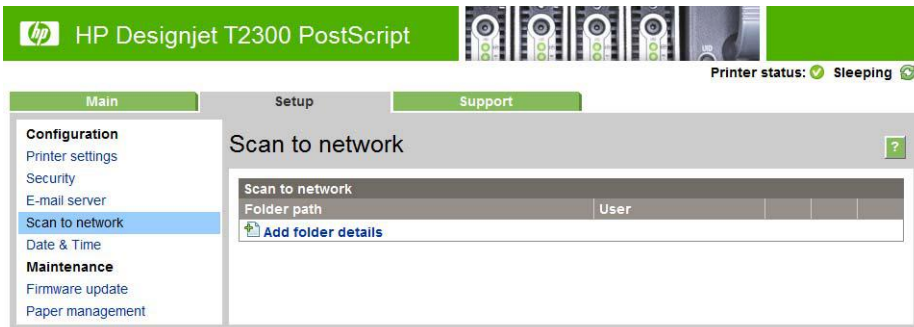 hp HP Designjet T2300 PostScript
UID
Printer status: Sleeping
Main Setup Support
Configuration
Printer settings
Security
E-mail server
Scan to network
Date & Time
Maintenance
Firmware update
Paper management
Scan to network
?
Scan to network
Folder path User
Add folder details